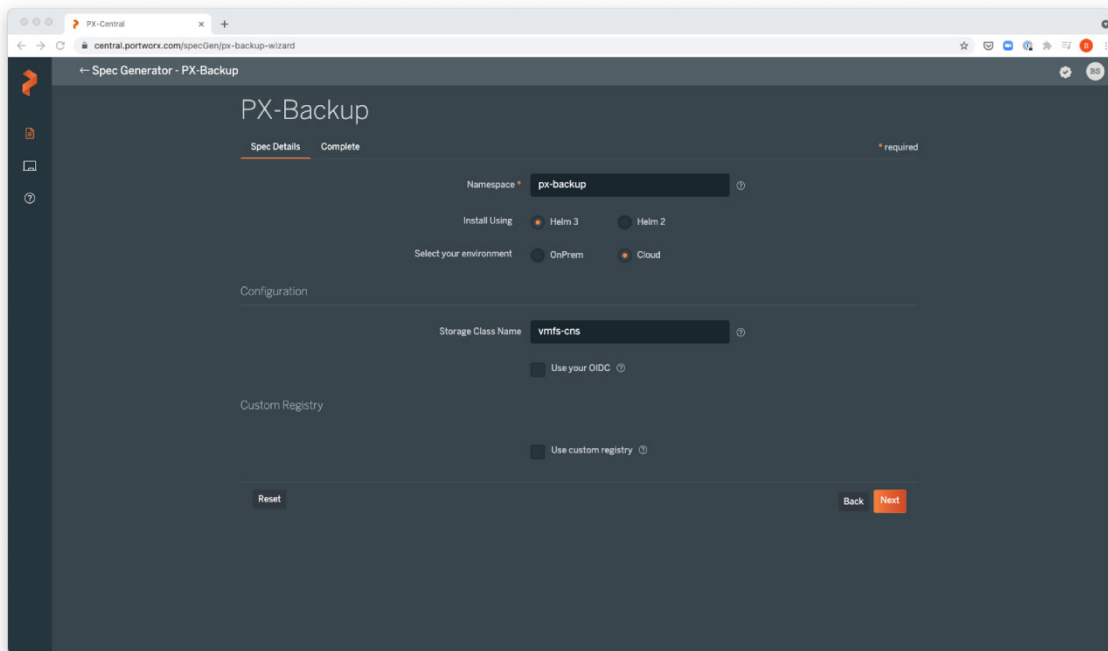 PX-Central
central.portworx.com/specGen/px-backup-wizard
B
← Spec Generator - PX-Backup
BS
PX-Backup
Spec Details Complete * required
Namespace * px-backup
Install Using Helm 3 Helm 2
Select your environment OnPrem Cloud
Configuration
Storage Class Name vmfs-cns
Use your OIDC
Custom Registry
Use custom registry
Reset Back Next